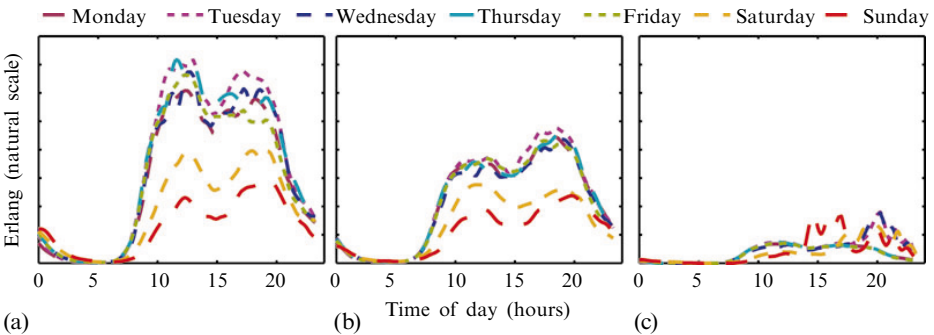 Monday Tuesday Wednesday Thursday Friday Saturday Sunday
Erlang (natural scale)
0 5 10 15 20 0 5 10 15 20 0 5 10 15 20
Time of day (hours)
(a) (b) (c)